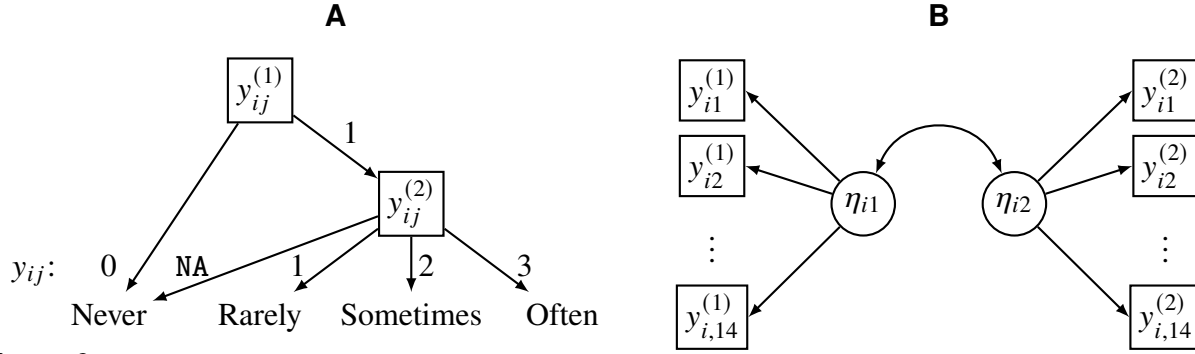 A
B
y_{ij}^{(1)}
1
y_{ij}^{(2)}
y_{ij}: 0 NA 1 2 3
Never Rarely Sometimes Often
y_{i1}^{(1)} y_{i1}^{(2)}
y_{i2}^{(1)} η_{i1} η_{i2} y_{i2}^{(2)}
⋮ ⋮
y_{i,14}^{(1)} y_{i,14}^{(2)}